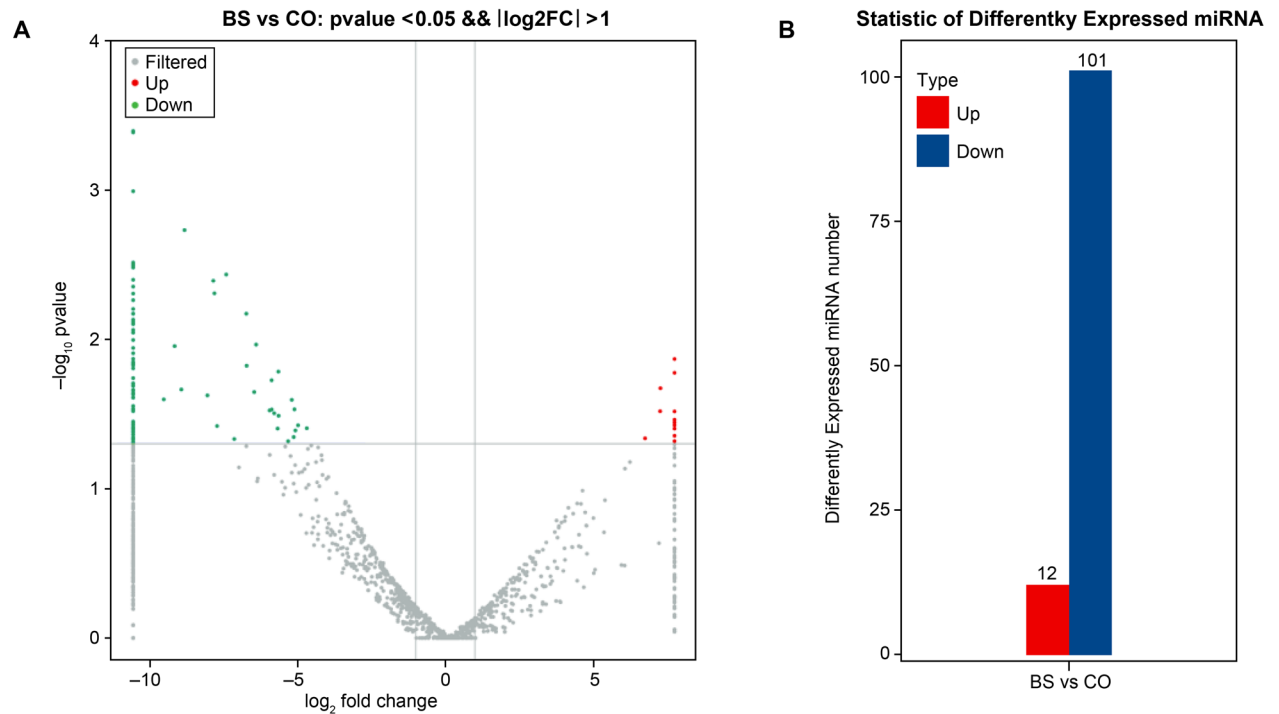 A
BS vs CO: pvalue <0.05 && |log2FC| >1
Filtered
Up
Down
4
3
2
1
0
–log10 pvalue
–10
–5
0
5
log2 fold change
B
Statistic of Differentky Expressed miRNA
Type
Up
Down
101
12
100
75
50
25
0
Differently Expressed miRNA number
BS vs CO